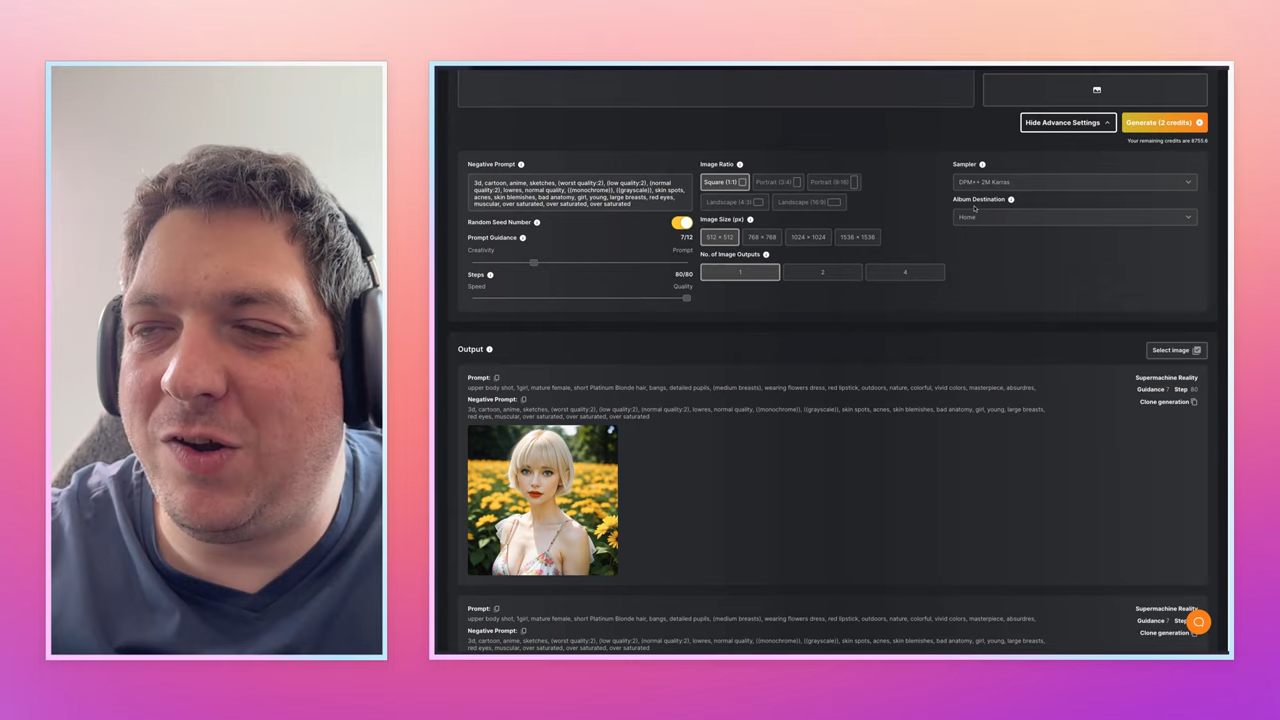 Hide Advance Settings
Generate (2 credits)
Your remaining credits are 8755.6
Negative Prompt
3d, cartoon, anime, sketches, (worst quality:2), (low quality:2), (normal
quality:2), lowres, normal quality, ((monochrome)), ((grayscale)), skin spots,
acnes, skin blemishes, bad anatomy, girl, young, large breasts, red eyes,
muscular, over saturated, over saturated, over saturated
Random Seed Number
Prompt Guidance 7/12
Creativity Prompt
Steps 80/80
Speed Quality
Image Ratio
Square (1:1) Portrait (3:4) Portrait (9:16)
Landscape (4:3) Landscape (16:9)
Image Size (px)
512 × 512 768 × 768 1024 × 1024 1536 × 1536
No. of Image Outputs
1 2 4
Sampler
DPM++ 2M Karras
Album Destination
Home
Output
Select image
Prompt:
upper body shot, 1girl, mature female, short Platinum Blonde hair, bangs, detailed pupils, (medium breasts), wearing flowers dress, red lipstick, outdoors, nature, colorful, vivid colors, masterpiece, absurdres,
Negative Prompt:
3d, cartoon, anime, sketches, (worst quality:2), (low quality:2), (normal quality:2), lowres, normal quality, ((monochrome)), ((grayscale)), skin spots, acnes, skin blemishes, bad anatomy, girl, young, large breasts,
red eyes, muscular, over saturated, over saturated, over saturated
Supermachine Reality
Guidance 7 Step 80
Clone generation
Prompt:
upper body shot, 1girl, mature female, short Platinum Blonde hair, bangs, detailed pupils, (medium breasts), wearing flowers dress, red lipstick, outdoors, nature, colorful, vivid colors, masterpiece, absurdres,
Negative Prompt:
3d, cartoon, anime, sketches, (worst quality:2), (low quality:2), (normal quality:2), lowres, normal quality, ((monochrome)), ((grayscale)), skin spots, acnes, skin blemishes, bad anatomy, girl, young, large breasts,
red eyes, muscular, over saturated, over saturated, over saturated
Supermachine Reality
Guidance 7 Step
Clone generation